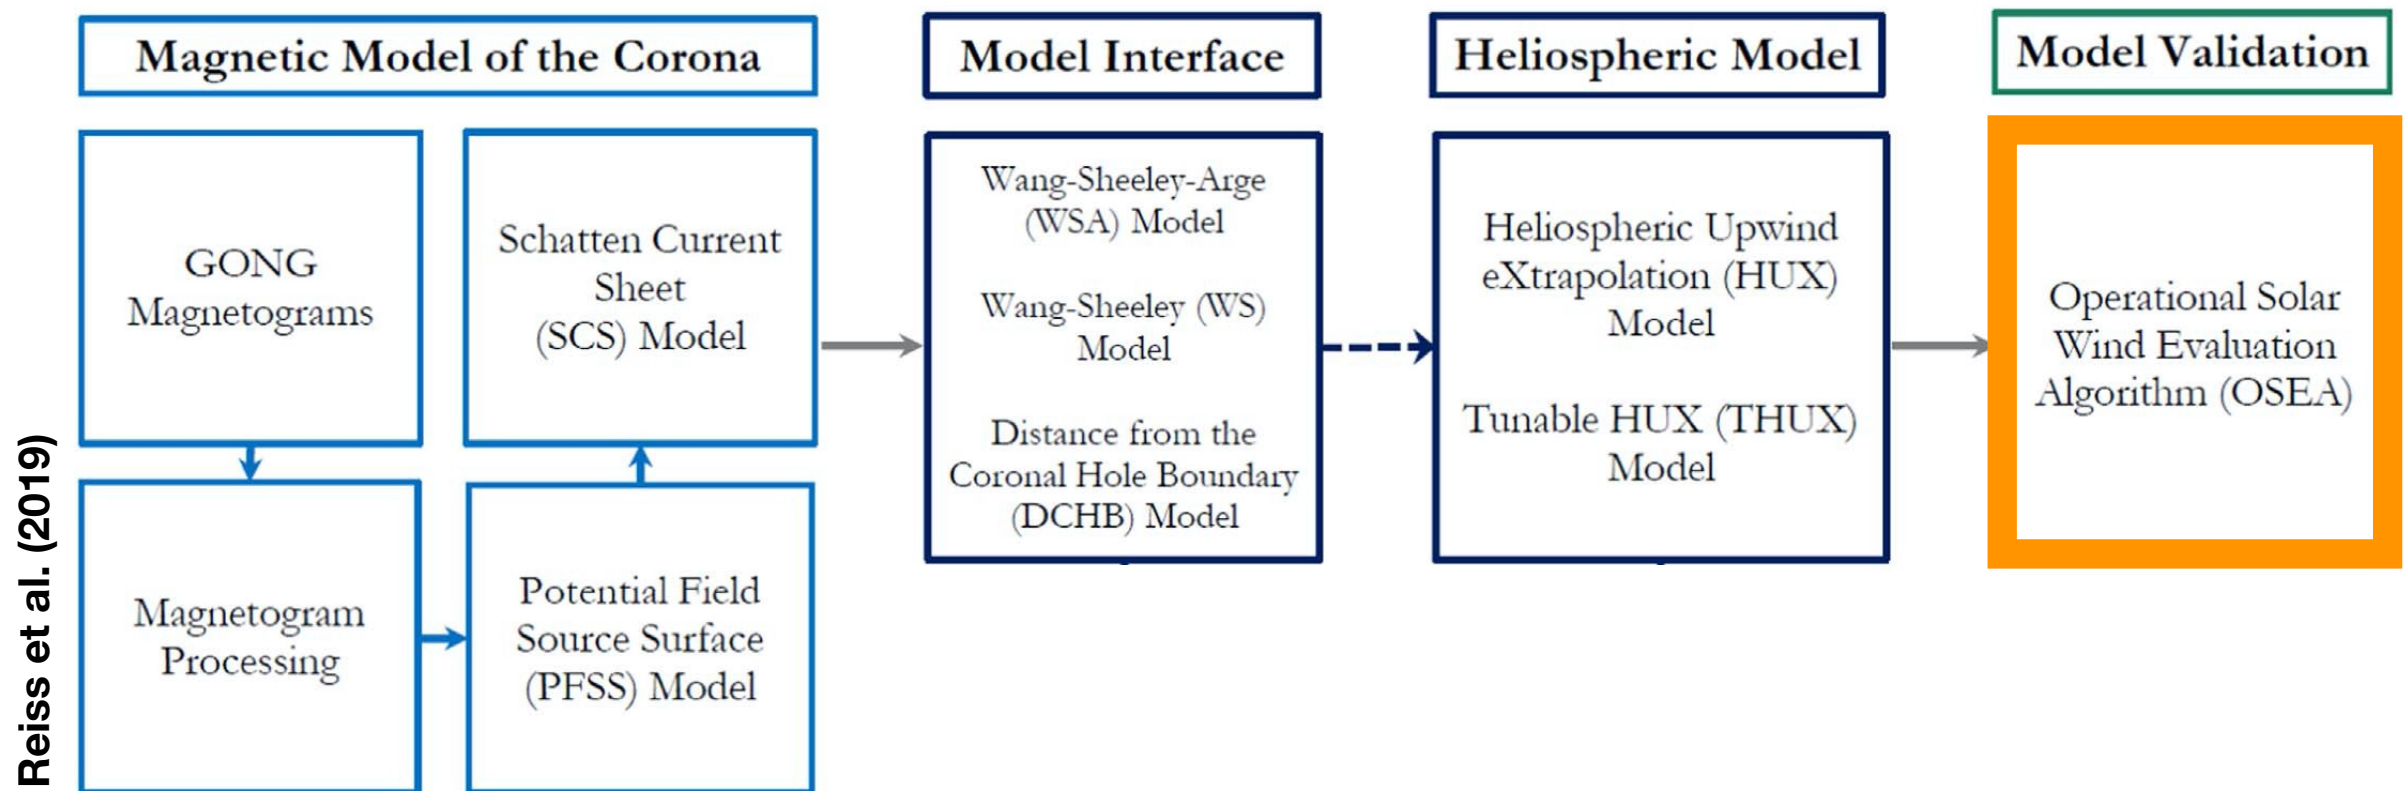 Magnetic Model of the Corona
Model Interface
Heliospheric Model
Model Validation
GONG
Magnetograms
Schatten Current
Sheet
(SCS) Model
Magnetogram
Processing
Potential Field
Source Surface
(PFSS) Model
Wang-Sheeley-Arge
(WSA) Model
Wang-Sheeley (WS)
Model
Distance from the
Coronal Hole Boundary
(DCHB) Model
Heliospheric Upwind
eXtrapolation (HUX)
Model
Tunable HUX (THUX)
Model
Operational Solar
Wind Evaluation
Algorithm (OSEA)
Reiss et al. (2019)